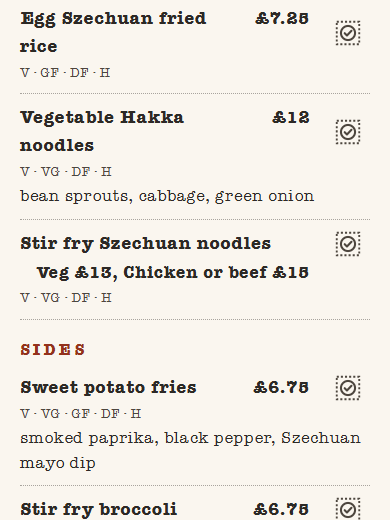 Egg Szechuan fried £7.25
rice
V · GF · DF · H
Vegetable Hakka £12
noodles
V · VG · DF · H
bean sprouts, cabbage, green onion
Stir fry Szechuan noodles
Veg £13, Chicken or beef £15
V · VG · DF · H
SIDES
Sweet potato fries £6.75
V · VG · GF · DF · H
smoked paprika, black pepper, Szechuan
mayo dip
Stir fry broccoli £6.75